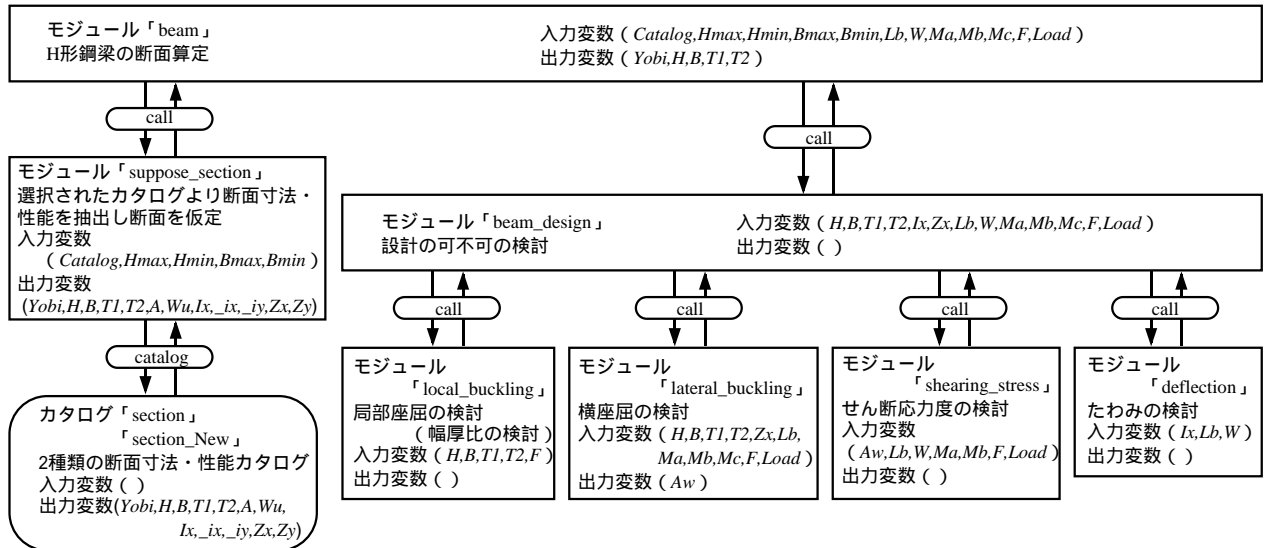 モジュール「beam」
H形鋼梁の断面算定
入力変数(Catalog,Hmax,Hmin,Bmax,Bmin,Lb,W,Ma,Mb,Mc,F,Load)
出力変数(Yobi,H,B,T1,T2)
call
call
モジュール「suppose_section」
選択されたカタログより断面寸法・
性能を抽出し断面を仮定
入力変数
(Catalog,Hmax,Hmin,Bmax,Bmin)
出力変数
(Yobi,H,B,T1,T2,A,Wu,Ix,_ix,_iy,Zx,Zy)
モジュール「beam_design」
設計の可不可の検討
入力変数(H,B,T1,T2,Ix,Zx,Lb,W,Ma,Mb,Mc,F,Load)
出力変数( )
catalog
call
call
call
call
カタログ「section」
「section_New」
2種類の断面寸法・性能カタログ
入力変数( )
出力変数(Yobi,H,B,T1,T2,A,Wu,
Ix,_ix,_iy,Zx,Zy)
モジュール
「local_buckling」
局部座屈の検討
(幅厚比の検討)
入力変数(H,B,T1,T2,F)
出力変数( )
モジュール
「lateral_buckling」
横座屈の検討
入力変数(H,B,T1,T2,Zx,Lb,
Ma,Mb,Mc,F,Load)
出力変数(Aw)
モジュール
「shearing_stress」
せん断応力度の検討
入力変数
(Aw,Lb,W,Ma,Mb,F,Load)
出力変数( )
モジュール
「deflection」
たわみの検討
入力変数(Ix,Lb,W)
出力変数( )